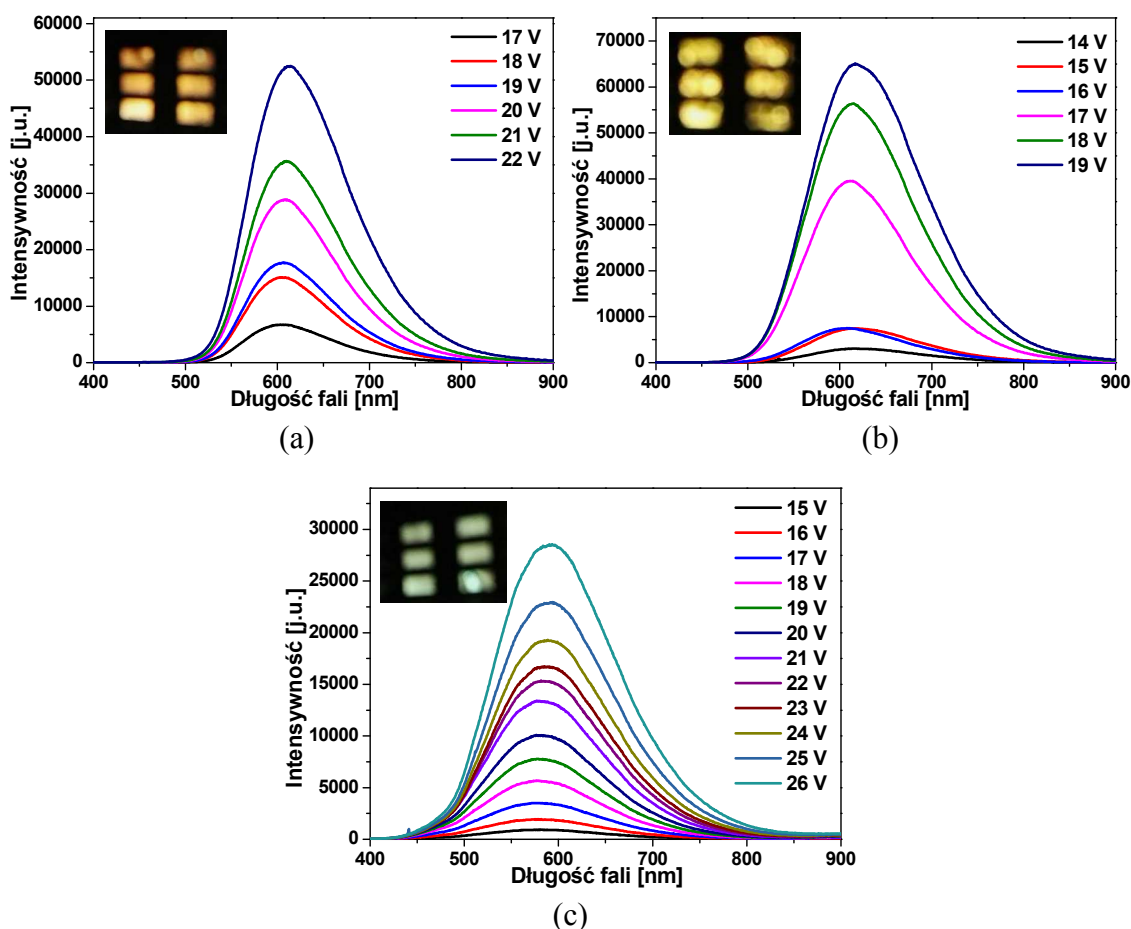 Intensywność [j.u.]
60000
50000
40000
30000
20000
10000
0
400 500 600 700 800 900
Długość fali [nm]
17 V
18 V
19 V
20 V
21 V
22 V
(a)
Intensywność [j.u.]
70000
60000
50000
40000
30000
20000
10000
0
400 500 600 700 800 900
Długość fali [nm]
14 V
15 V
16 V
17 V
18 V
19 V
(b)
Intensywność [j.u.]
30000
25000
20000
15000
10000
5000
0
400 500 600 700 800 900
Długość fali [nm]
15 V
16 V
17 V
18 V
19 V
20 V
21 V
22 V
23 V
24 V
25 V
26 V
(c)